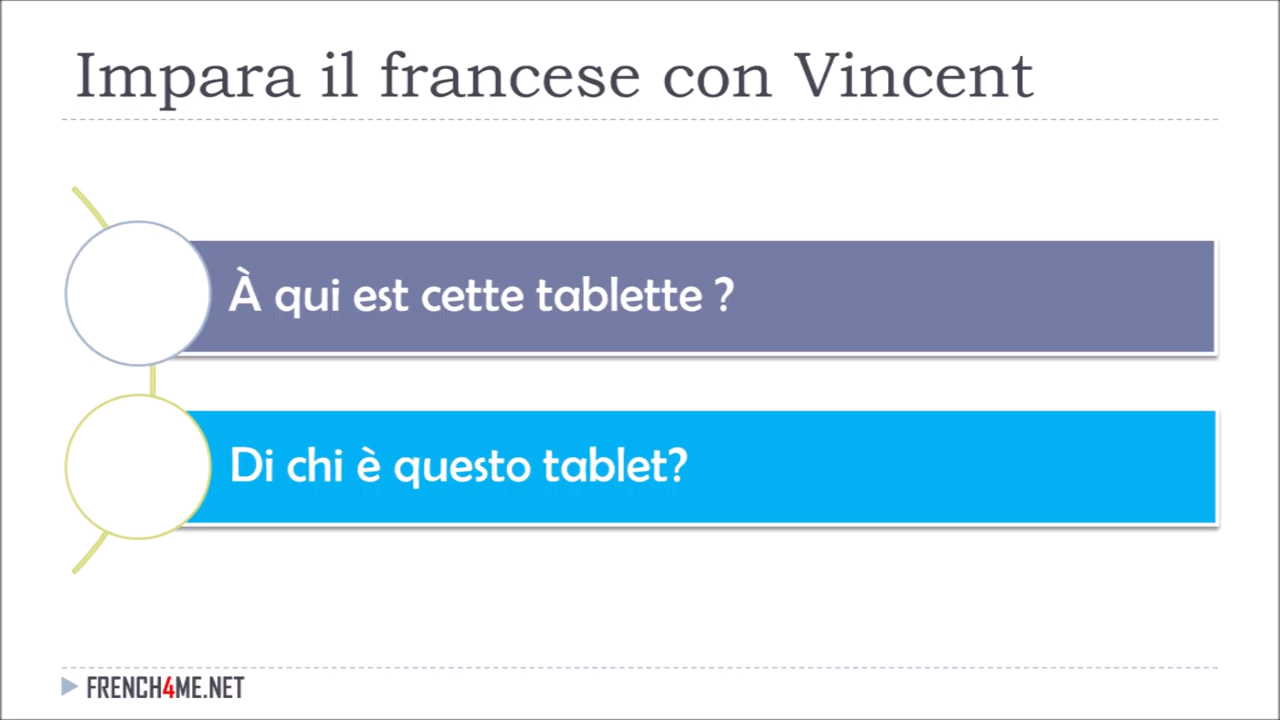 Impara il francese con Vincent
À qui est cette tablette ?
Di chi è questo tablet?
FRENCH4ME.NET